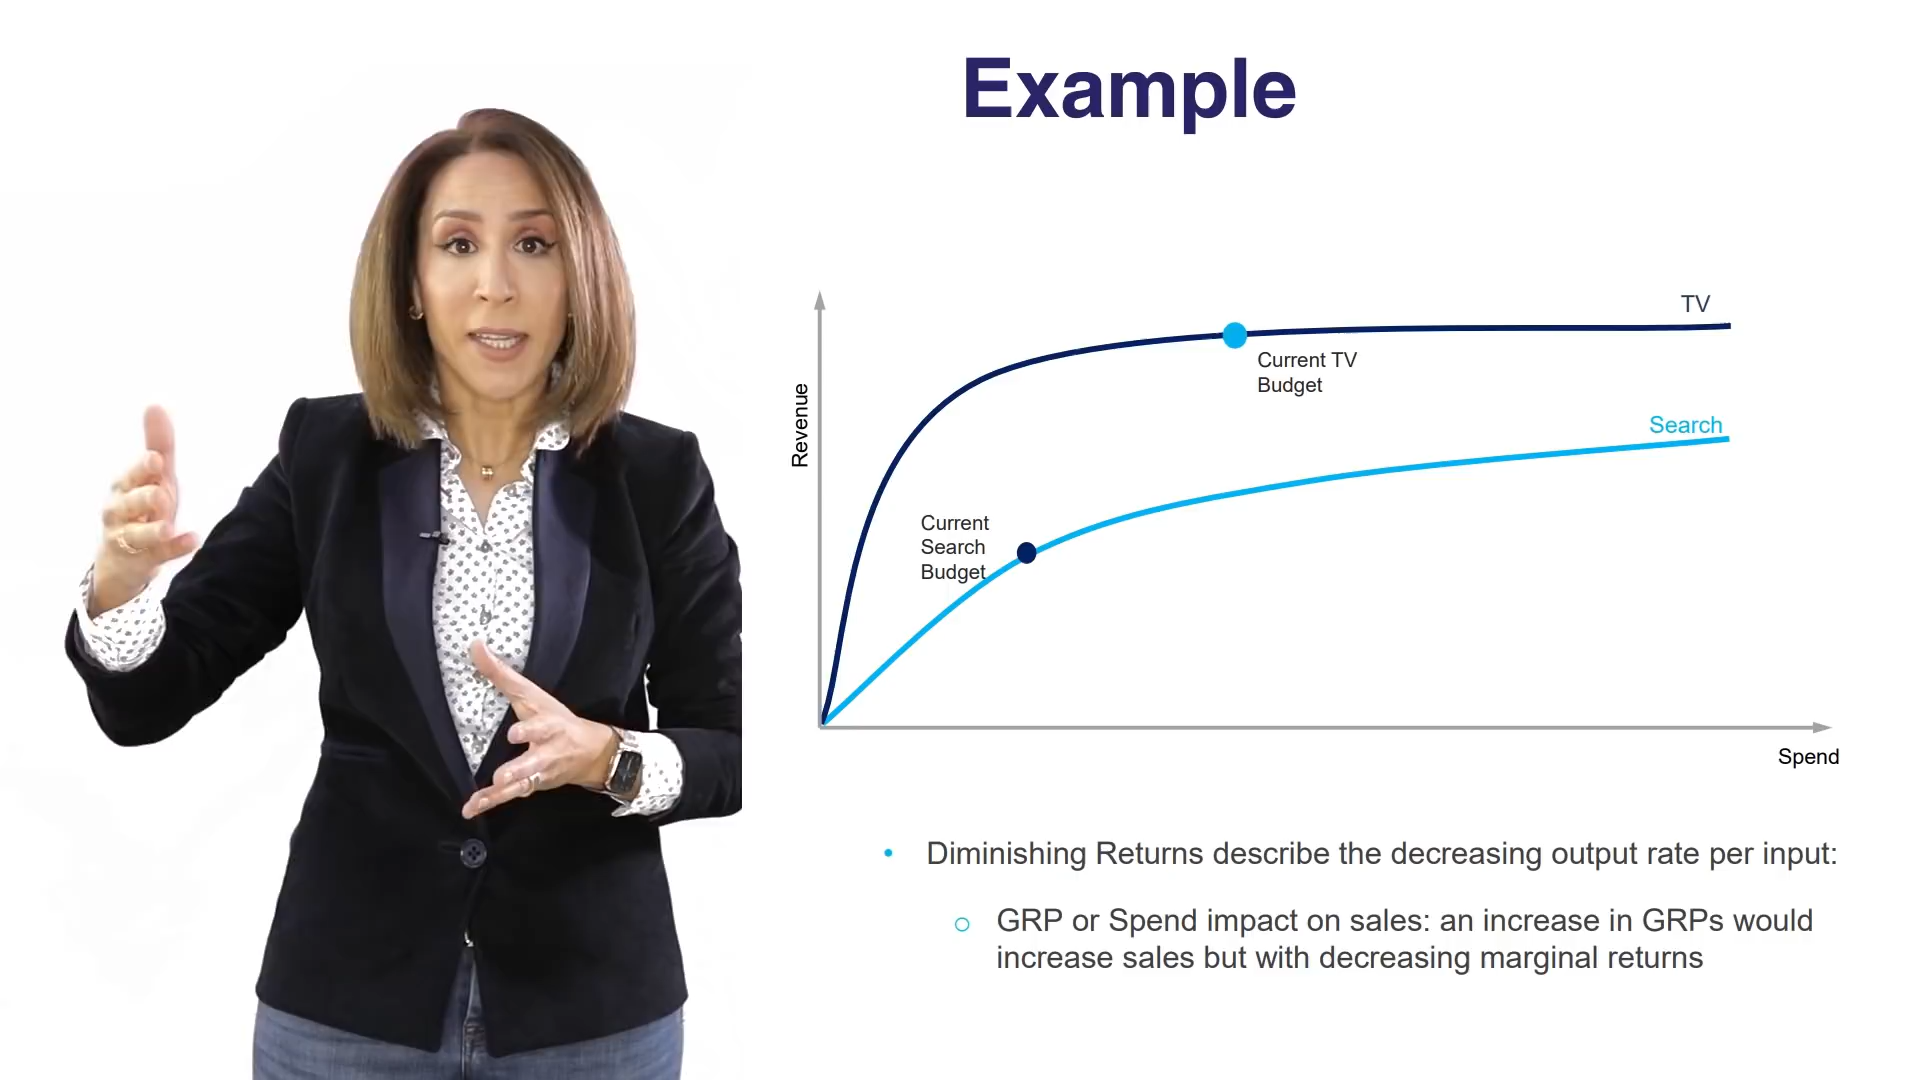 Example
TV
Current TV
Budget
Revenue
Search
Current
Search
Budget
Spend
• Diminishing Returns describe the decreasing output rate per input:
○ GRP or Spend impact on sales: an increase in GRPs would
increase sales but with decreasing marginal returns